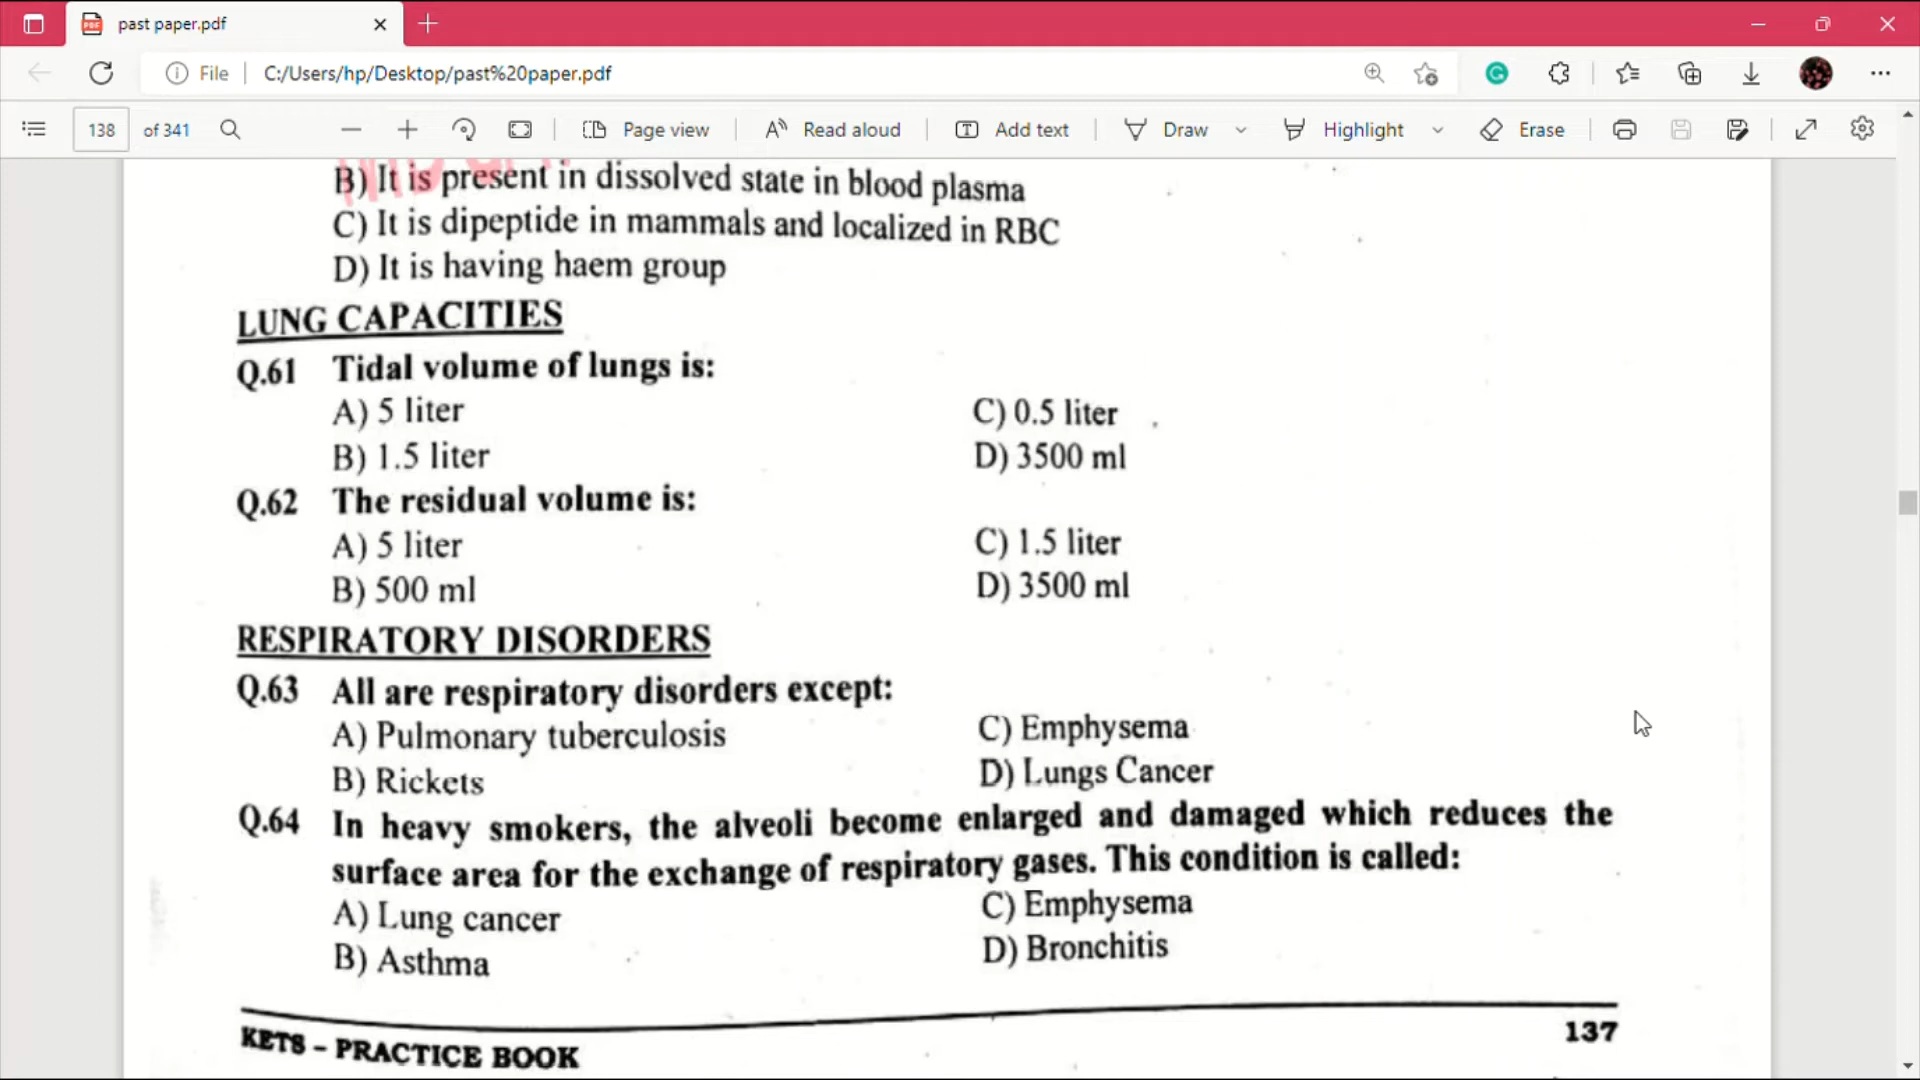 past paper.pdf
File C:/Users/hp/Desktop/past%20paper.pdf
138 of 341 Page view Read aloud Add text Draw Highlight Erase
B) It is present in dissolved state in blood plasma
C) It is dipeptide in mammals and localized in RBC
D) It is having haem group
LUNG CAPACITIES
Q.61 Tidal volume of lungs is:
A) 5 liter C) 0.5 liter
B) 1.5 liter D) 3500 ml
Q.62 The residual volume is:
A) 5 liter C) 1.5 liter
B) 500 ml D) 3500 ml
RESPIRATORY DISORDERS
Q.63 All are respiratory disorders except:
A) Pulmonary tuberculosis C) Emphysema
B) Rickets D) Lungs Cancer
Q.64 In heavy smokers, the alveoli become enlarged and damaged which reduces the
surface area for the exchange of respiratory gases. This condition is called:
A) Lung cancer C) Emphysema
B) Asthma D) Bronchitis
137
KETS - PRACTICE BOOK